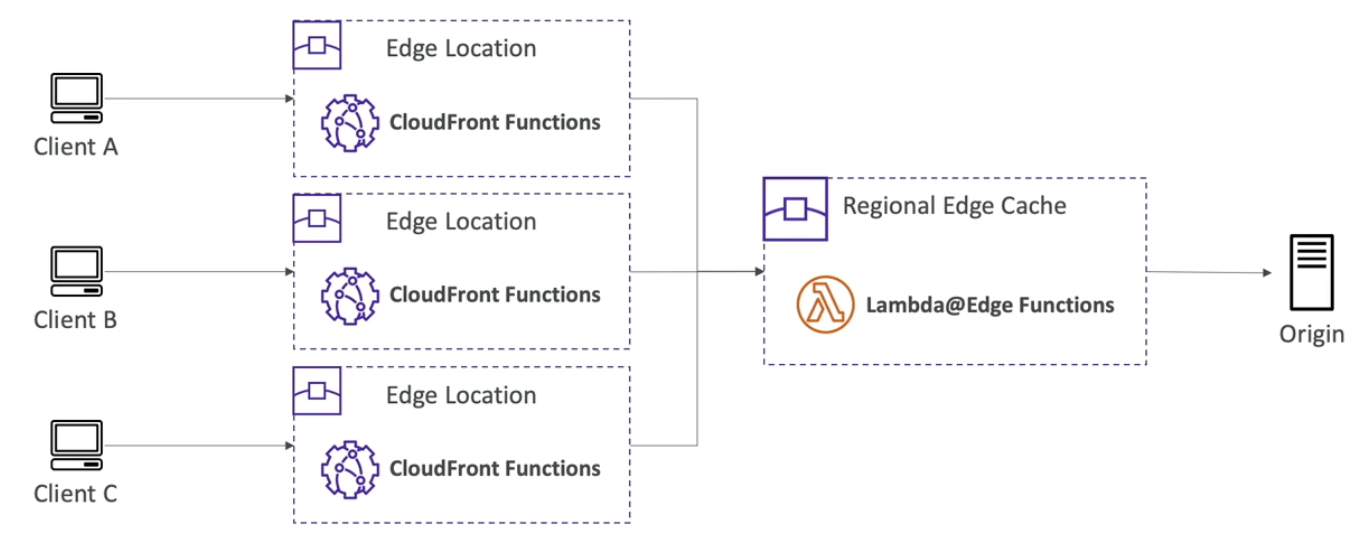 Edge Location
CloudFront Functions
Client A
Edge Location
CloudFront Functions
Client B
Edge Location
CloudFront Functions
Client C
Regional Edge Cache
Lambda@Edge Functions
Origin